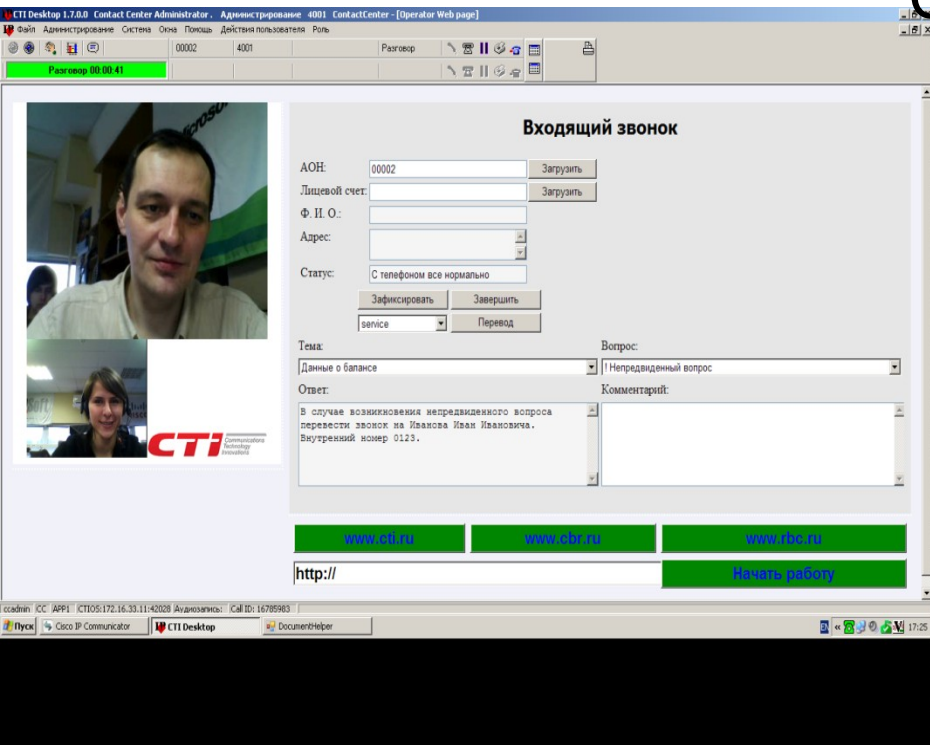 CTI Desktop 1.7.0.0 Contact Center Administrator , Администрирование 4001 ContactCenter - [Operator Web page]
Файл Администрирование Система Окна Помощь Действия пользователя Роль
00002 4001 Разговор
Разговор 00:00:41
Входящий звонок
АОН: 00002 Загрузить
Лицевой счет: Загрузить
Ф. И. О.:
Адрес:
Статус: С телефоном все нормально
Зафиксировать Завершить
service Перевод
Тема: Вопрос:
Данные о балансе ! Непредвиденный вопрос
Ответ: Комментарий:
В случае возникновения непредвиденного вопроса
перевести звонок на Иванова Иван Ивановича.
Внутренний номер 0123.
CTi Communications
Technology
Innovations
www.cti.ru www.cbr.ru www.rbc.ru
http:// Начать работу
ccadmin CC APP1 CTIOS:172.16.33.11:42028 Аудиозапись: Call ID: 16785983
Пуск Cisco IP Communicator CTI Desktop DocumentHelper EN « 17:25